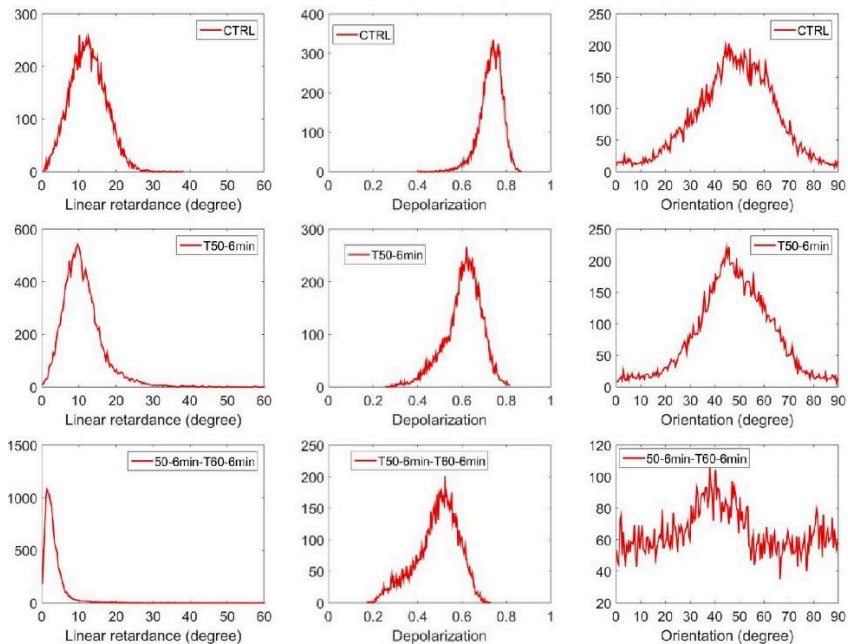 300
200
100
0
CTRL
0 10 20 30 40 50 60
Linear retardance (degree)
400
300
200
100
0
CTRL
0 0.2 0.4 0.6 0.8 1
Depolarization
250
200
150
100
50
0
CTRL
0 10 20 30 40 50 60 70 80 90
Orientation (degree)
600
400
200
0
T50-6min
0 10 20 30 40 50 60
Linear retardance (degree)
300
200
100
0
T50-6min
0 0.2 0.4 0.6 0.8 1
Depolarization
250
200
150
100
50
0
T50-6min
0 10 20 30 40 50 60 70 80 90
Orientation (degree)
1500
1000
500
0
50-6min-T60-6min
0 10 20 30 40 50 60
Linear retardance (degree)
250
200
150
100
50
0
T50-6min-T60-6min
0 0.2 0.4 0.6 0.8 1
Depolarization
120
100
80
60
40
20
50-6min-T60-6min
0 10 20 30 40 50 60 70 80 90
Orientation (degree)